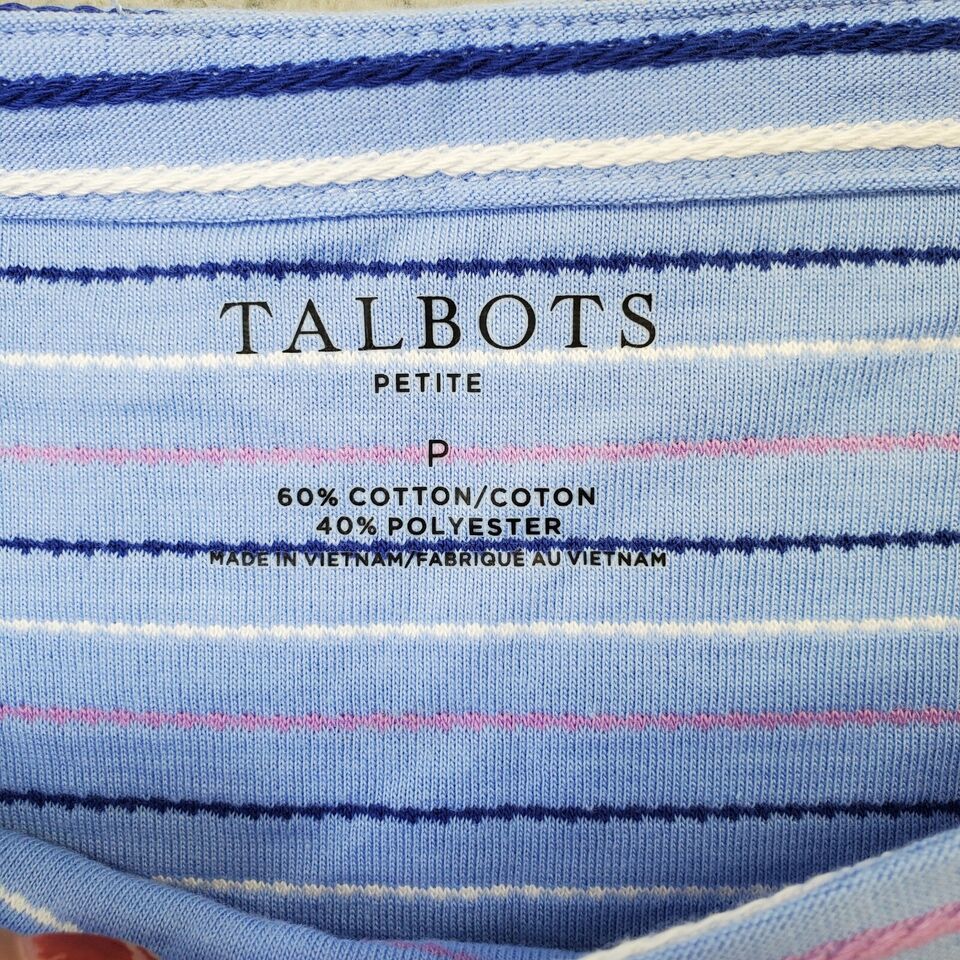 TALBOTS
PETITE
P
60% COTTON/COTON
40% POLYESTER
MADE IN VIETNAM/FABRIQUÉ AU VIETNAM